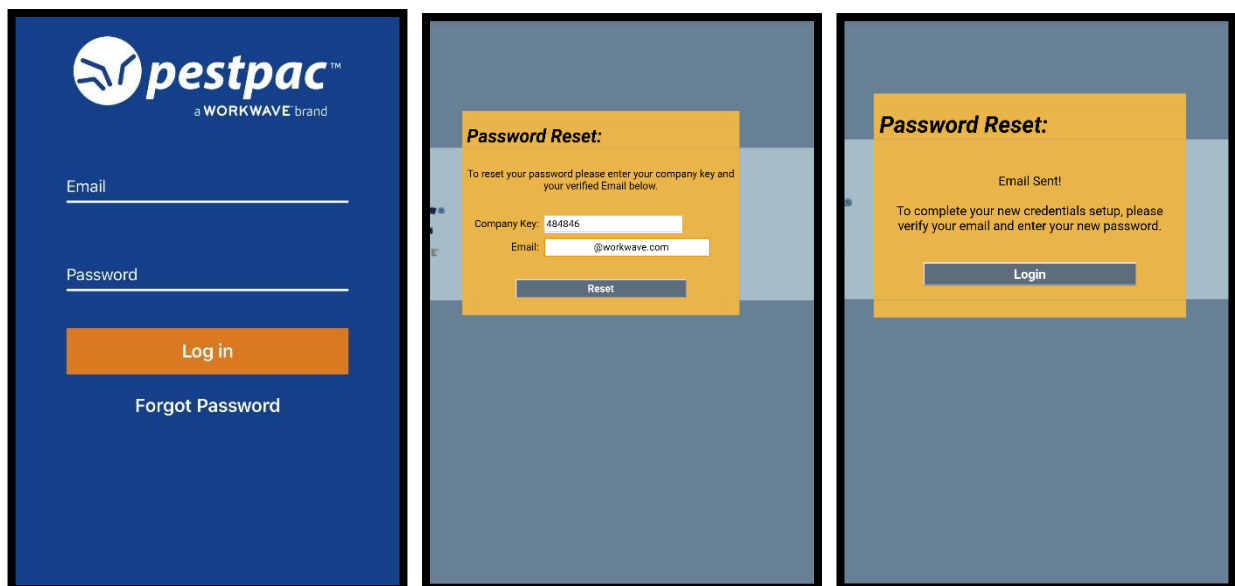 pestpac™
a WORKWAVE brand
Email
Password
Log in
Forgot Password
Password Reset:
To reset your password please enter your company key and
your verified Email below.
Company Key: 484846
Email: @workwave.com
Reset
Password Reset:
Email Sent!
To complete your new credentials setup, please
verify your email and enter your new password.
Login